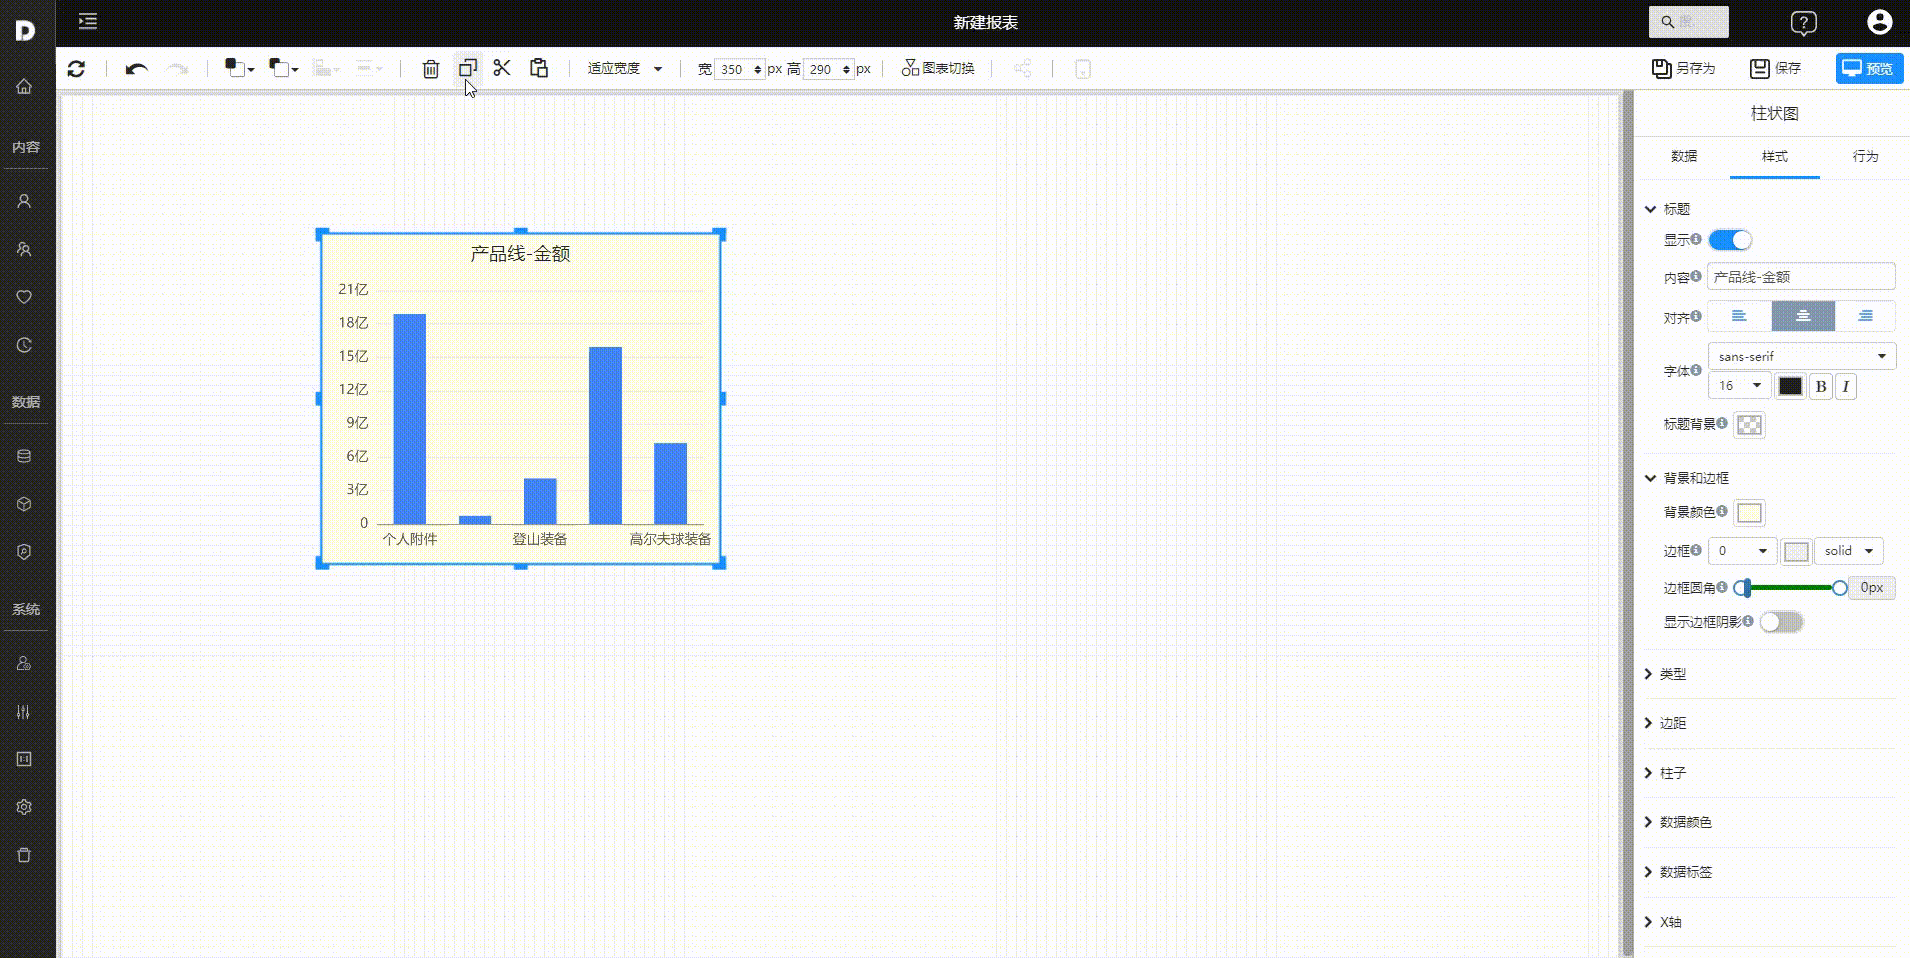 D
新建报表
搜
?
适应宽度
宽 350 px 高 290 px
图表切换
另存为
保存
预览
内容
数据
系统
产品线-金额
21亿
18亿
15亿
12亿
9亿
6亿
3亿
0
个人附件 登山装备 高尔夫球装备
柱状图
数据 样式 行为
标题
显示
内容 产品线-金额
对齐
字体 sans-serif
16 B I
标题背景
背景和边框
背景颜色
边框 0 solid
边框圆角 0px
显示边框阴影
类型
边距
柱子
数据颜色
数据标签
X轴